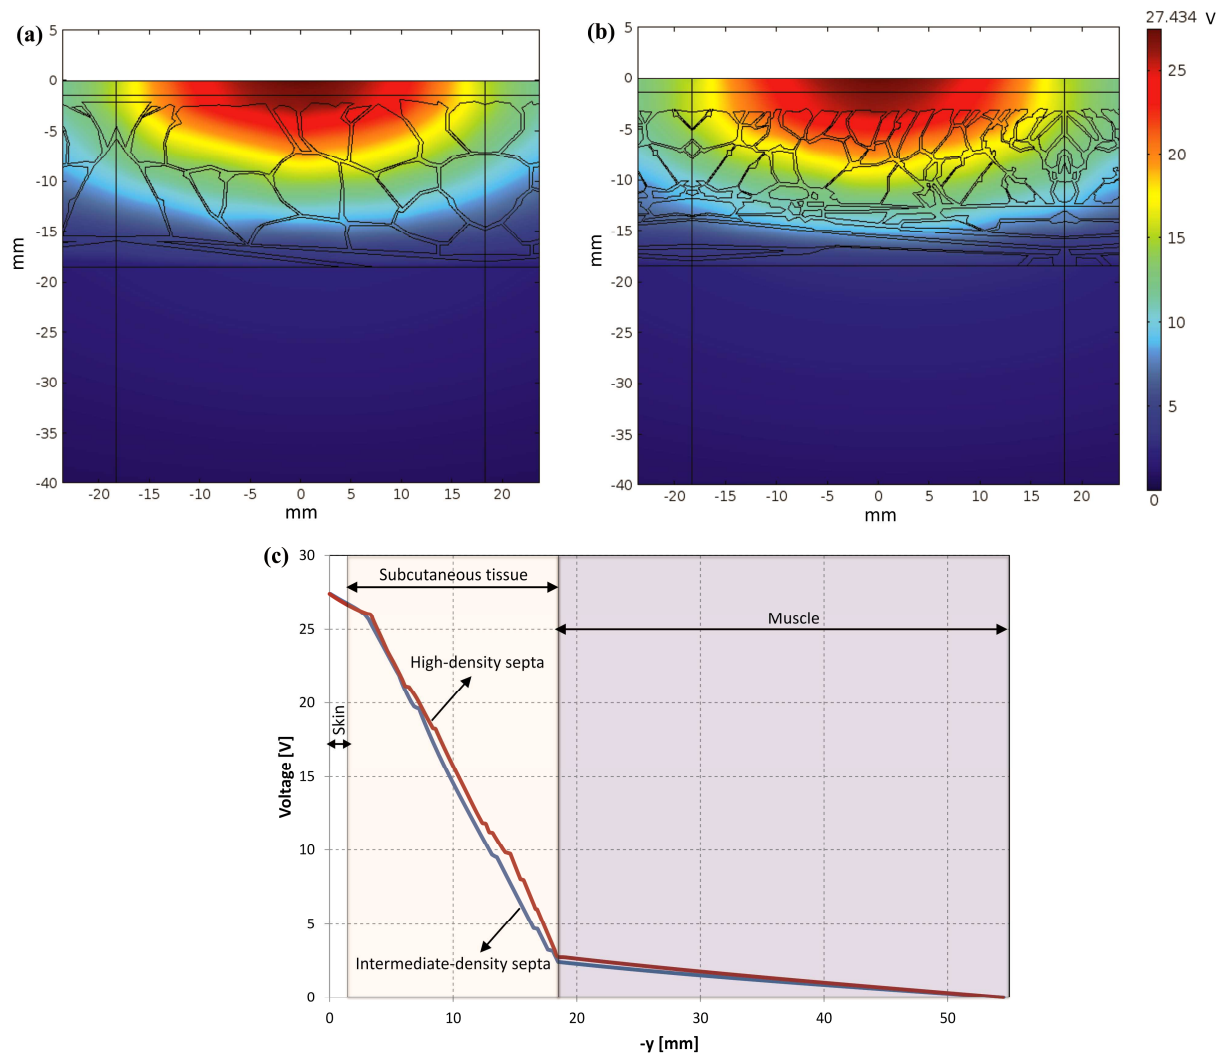 (a)
5
0
-5
-10
-15
-20
-25
-30
-35
-40
mm
-20 -15 -10 -5 0 5 10 15 20
mm
(b)
5
0
-5
-10
-15
-20
-25
-30
-35
-40
mm
-20 -15 -10 -5 0 5 10 15 20
mm
27.434 V
25
20
15
10
5
0
(c)
30
25
20
15
10
5
0
Voltage [V]
Skin
Subcutaneous tissue
Muscle
High-density septa
Intermediate-density septa
0 10 20 30 40 50
-y [mm]